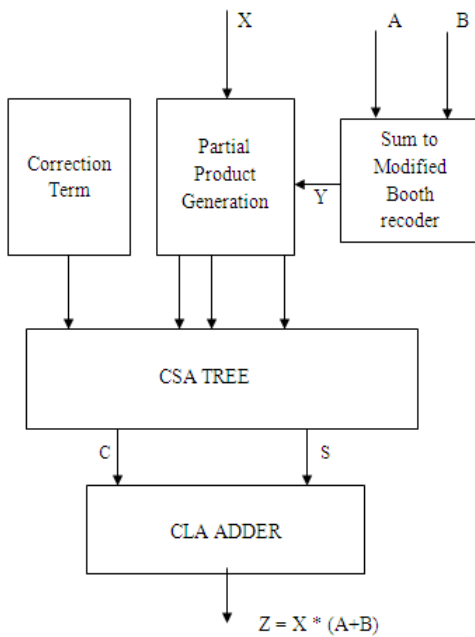 X
A
B
Correction
Term
Partial
Product
Generation
Y
Sum to
Modified
Booth
recoder
CSA TREE
C
S
CLA ADDER
Z = X * (A+B)